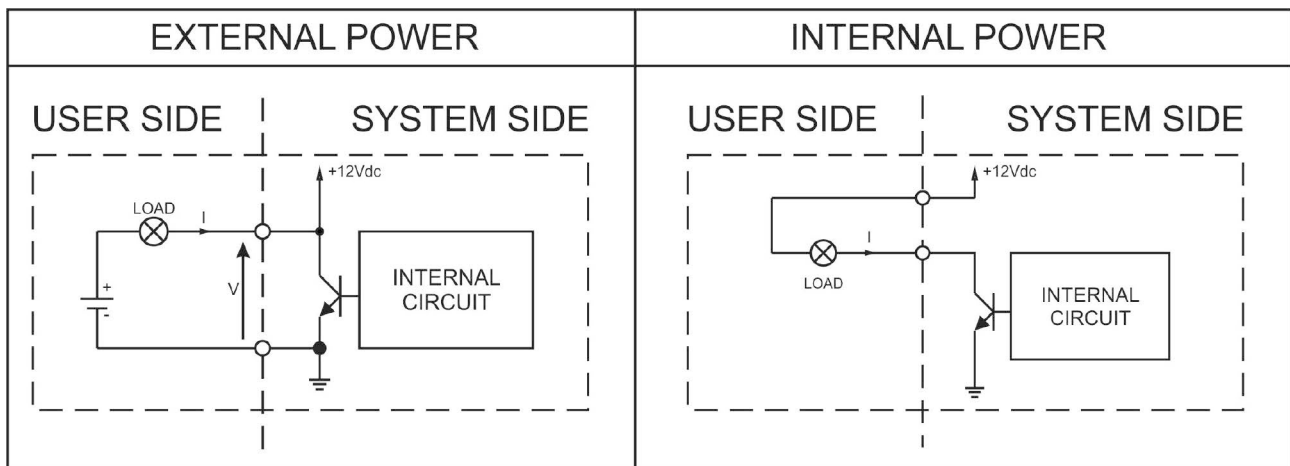 EXTERNAL POWER
INTERNAL POWER
USER SIDE
SYSTEM SIDE
+12Vdc
LOAD
I
V
+
-
INTERNAL
CIRCUIT
USER SIDE
SYSTEM SIDE
+12Vdc
I
LOAD
INTERNAL
CIRCUIT